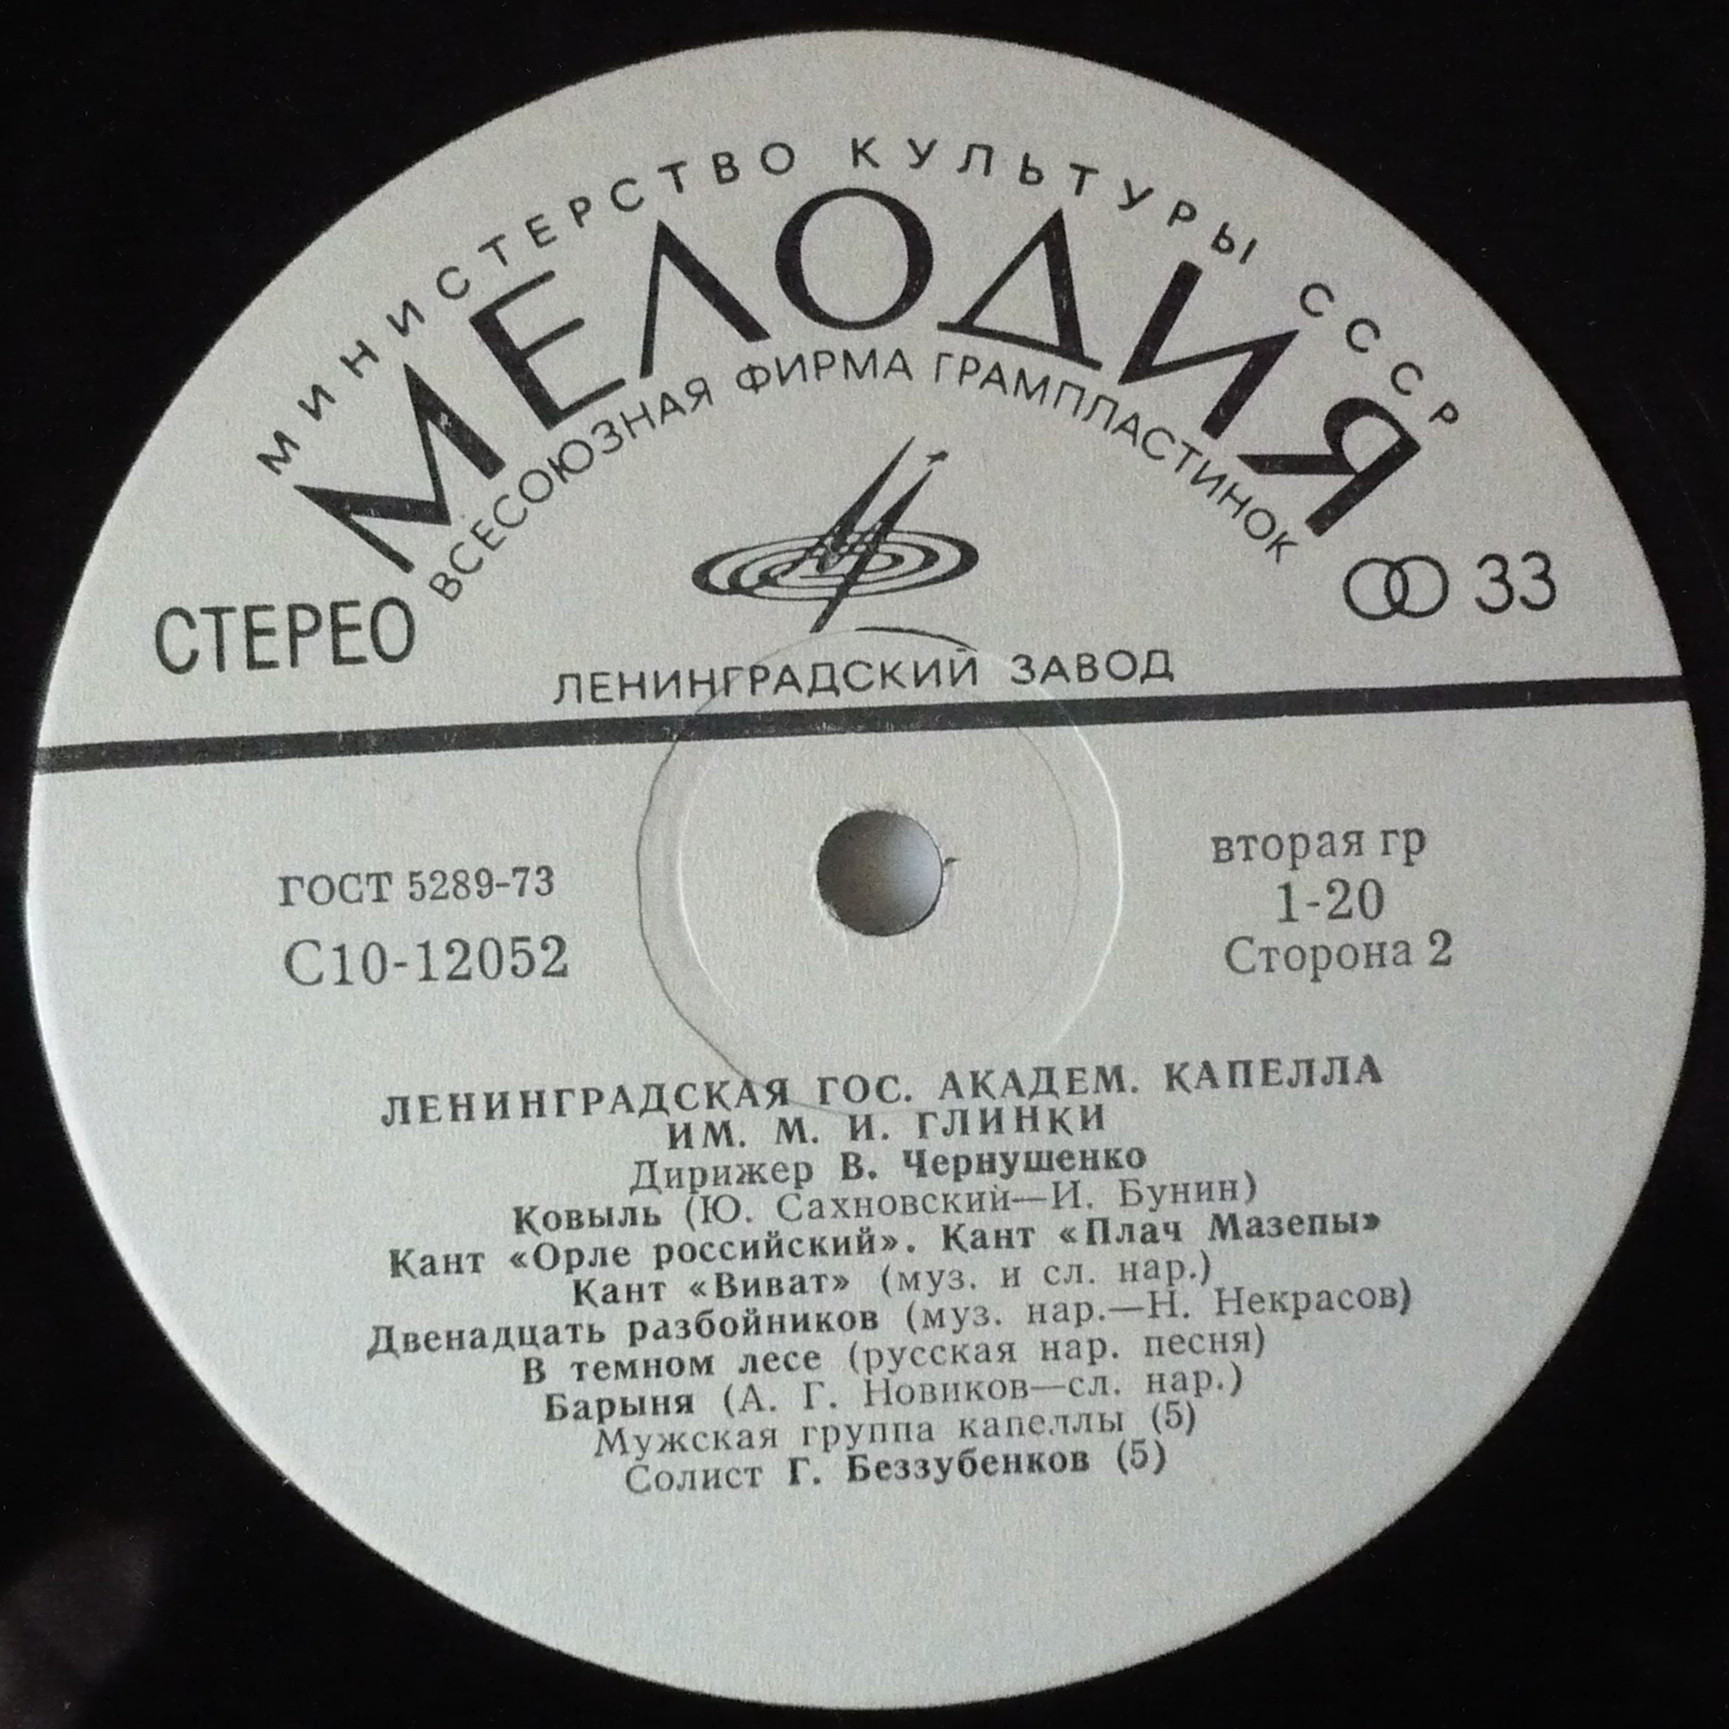 МИНИСТЕРСТВО КУЛЬТУРЫ СССР
МЕЛОДИЯ
ВСЕСОЮЗНАЯ ФИРМА ГРАМПЛАСТИНОК
СТЕРЕО
33
ЛЕНИНГРАДСКИЙ ЗАВОД
ГОСТ 5289-73
С10-12052
вторая гр
1-20
Сторона 2
ЛЕНИНГРАДСКАЯ ГОС. АКАДЕМ. КАПЕЛЛА
ИМ. М. И. ГЛИНКИ
Дирижер В. Чернушенко
Ковыль (Ю. Сахновский—И. Бунин)
Кант «Орле российский». Кант «Плач Мазепы»
Кант «Виват» (муз. и сл. нар.)
Двенадцать разбойников (муз. нар.—Н. Некрасов)
В темном лесе (русская нар. песня)
Барыня (А. Г. Новиков—сл. нар.)
Мужская группа капеллы (5)
Солист Г. Беззубенков (5)